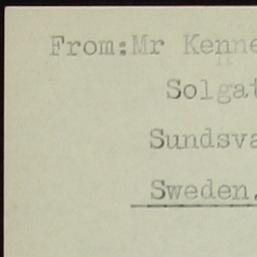 From:Mr Kenne
Solgat
Sundsva
Sweden.